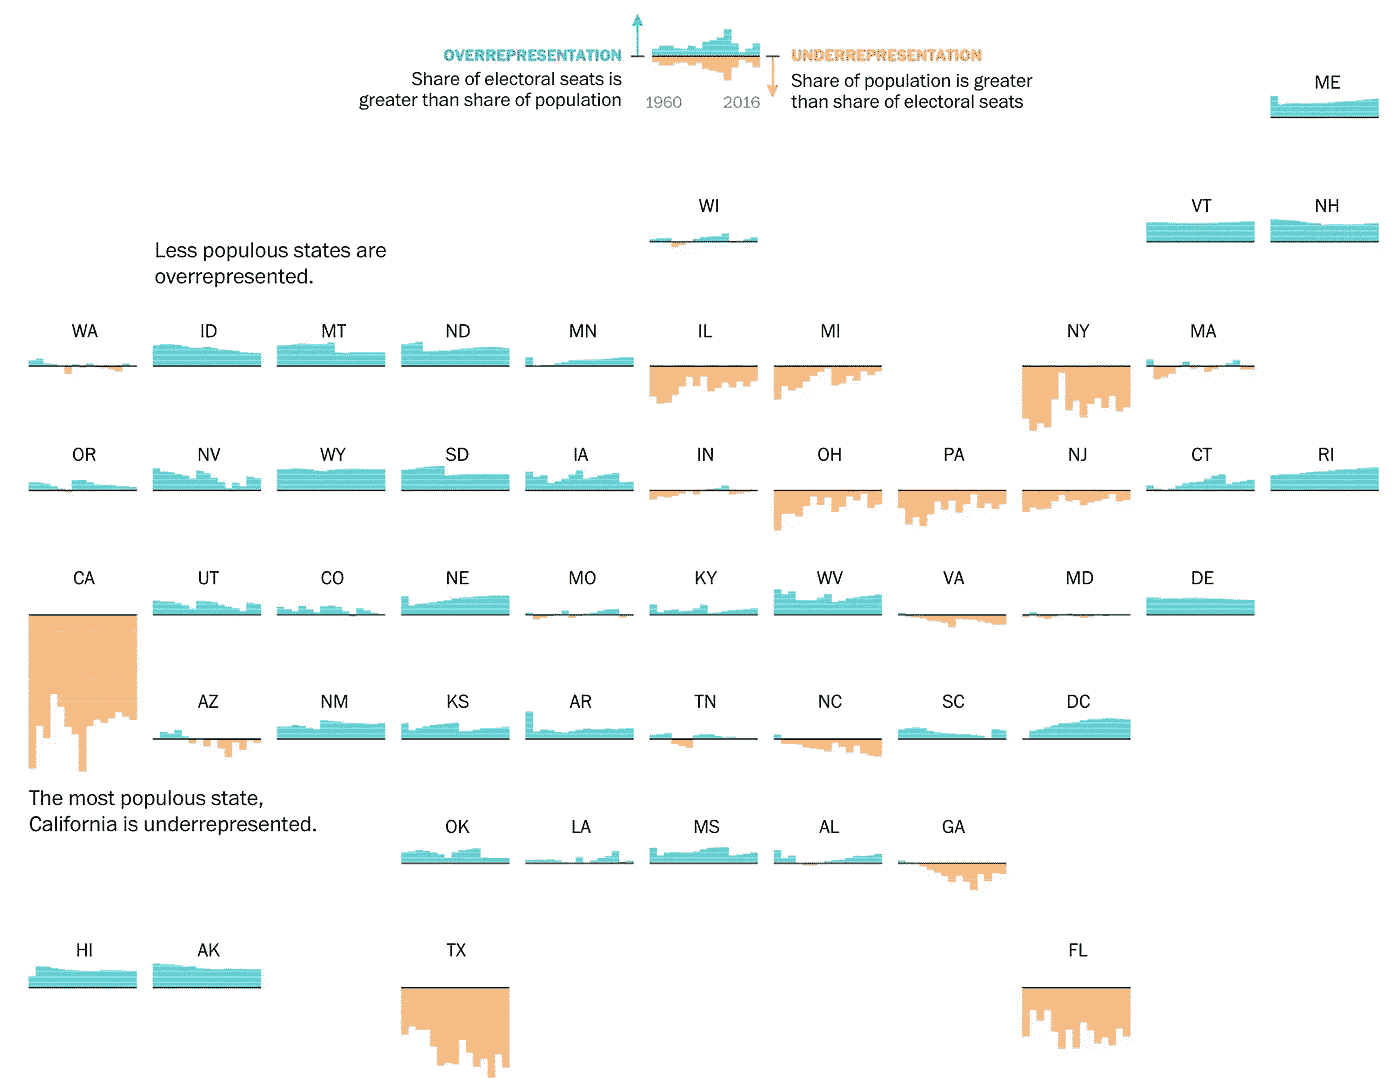 OVERREPRESENTATION
Share of electoral seats is
greater than share of population
1960
2016
UNDERREPRESENTATION
Share of population is greater
than share of electoral seats
ME
WI
VT
NH
Less populous states are
overrepresented.
WA
ID
MT
ND
MN
IL
MI
NY
MA
OR
NV
WY
SD
IA
IN
OH
PA
NJ
CT
RI
CA
UT
CO
NE
MO
KY
WV
VA
MD
DE
AZ
NM
KS
AR
TN
NC
SC
DC
The most populous state,
California is underrepresented.
OK
LA
MS
AL
GA
HI
AK
TX
FL